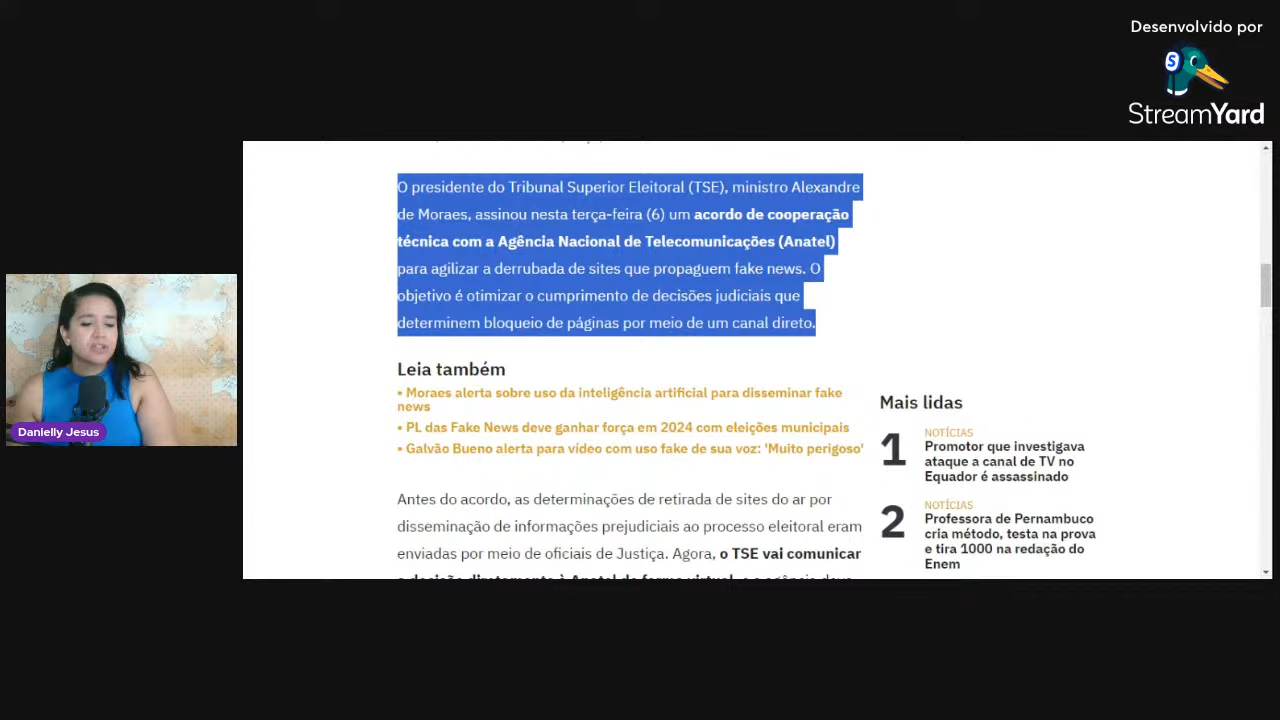 Desenvolvido por
S
StreamYard
O presidente do Tribunal Superior Eleitoral (TSE), ministro Alexandre
de Moraes, assinou nesta terça-feira (6) um acordo de cooperação
técnica com a Agência Nacional de Telecomunicações (Anatel)
para agilizar a derrubada de sites que propaguem fake news. O
objetivo é otimizar o cumprimento de decisões judiciais que
determinem bloqueio de páginas por meio de um canal direto.
Leia também
• Moraes alerta sobre uso da inteligência artificial para disseminar fake
news
• PL das Fake News deve ganhar força em 2024 com eleições municipais
• Galvão Bueno alerta para vídeo com uso fake de sua voz: 'Muito perigoso'
Antes do acordo, as determinações de retirada de sites do ar por
disseminação de informações prejudiciais ao processo eleitoral eram
enviadas por meio de oficiais de Justiça. Agora, o TSE vai comunicar
a decisão diretamente à Anatel de forma virtual, e a agência deve
Mais lidas
1
NOTÍCIAS
Promotor que investigava
ataque a canal de TV no
Equador é assassinado
2
NOTÍCIAS
Professora de Pernambuco
cria método, testa na prova
e tira 1000 na redação do
Enem
Danielly Jesus